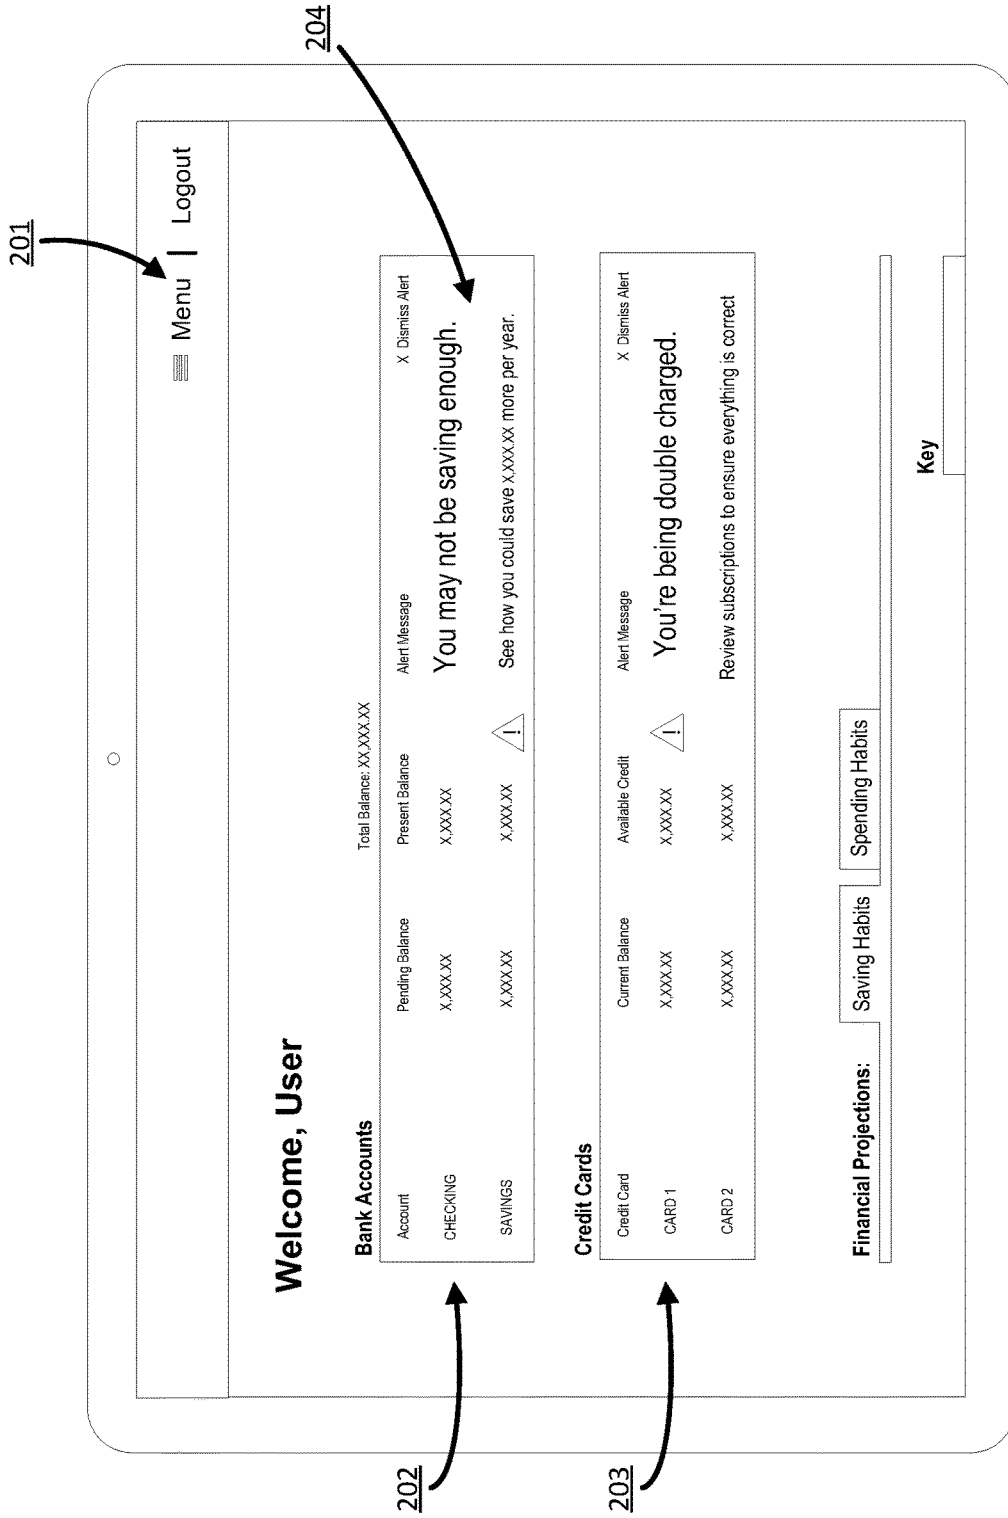 201
204
Menu | Logout
Welcome, User
Total Balance: XX,XXX.XX
Bank Accounts
Account Pending Balance Present Balance Alert Message X Dismiss Alert
CHECKING X,XXX.XX X,XXX.XX You may not be saving enough.
SAVINGS X,XXX.XX X,XXX.XX ! See how you could save x,xxx.xx more per year.
202
Credit Cards
Credit Card Current Balance Available Credit Alert Message X Dismiss Alert
CARD 1 X,XXX.XX X,XXX.XX ! You're being double charged.
CARD 2 X,XXX.XX X,XXX.XX Review subscriptions to ensure everything is correct
203
Financial Projections: Saving Habits Spending Habits
Key